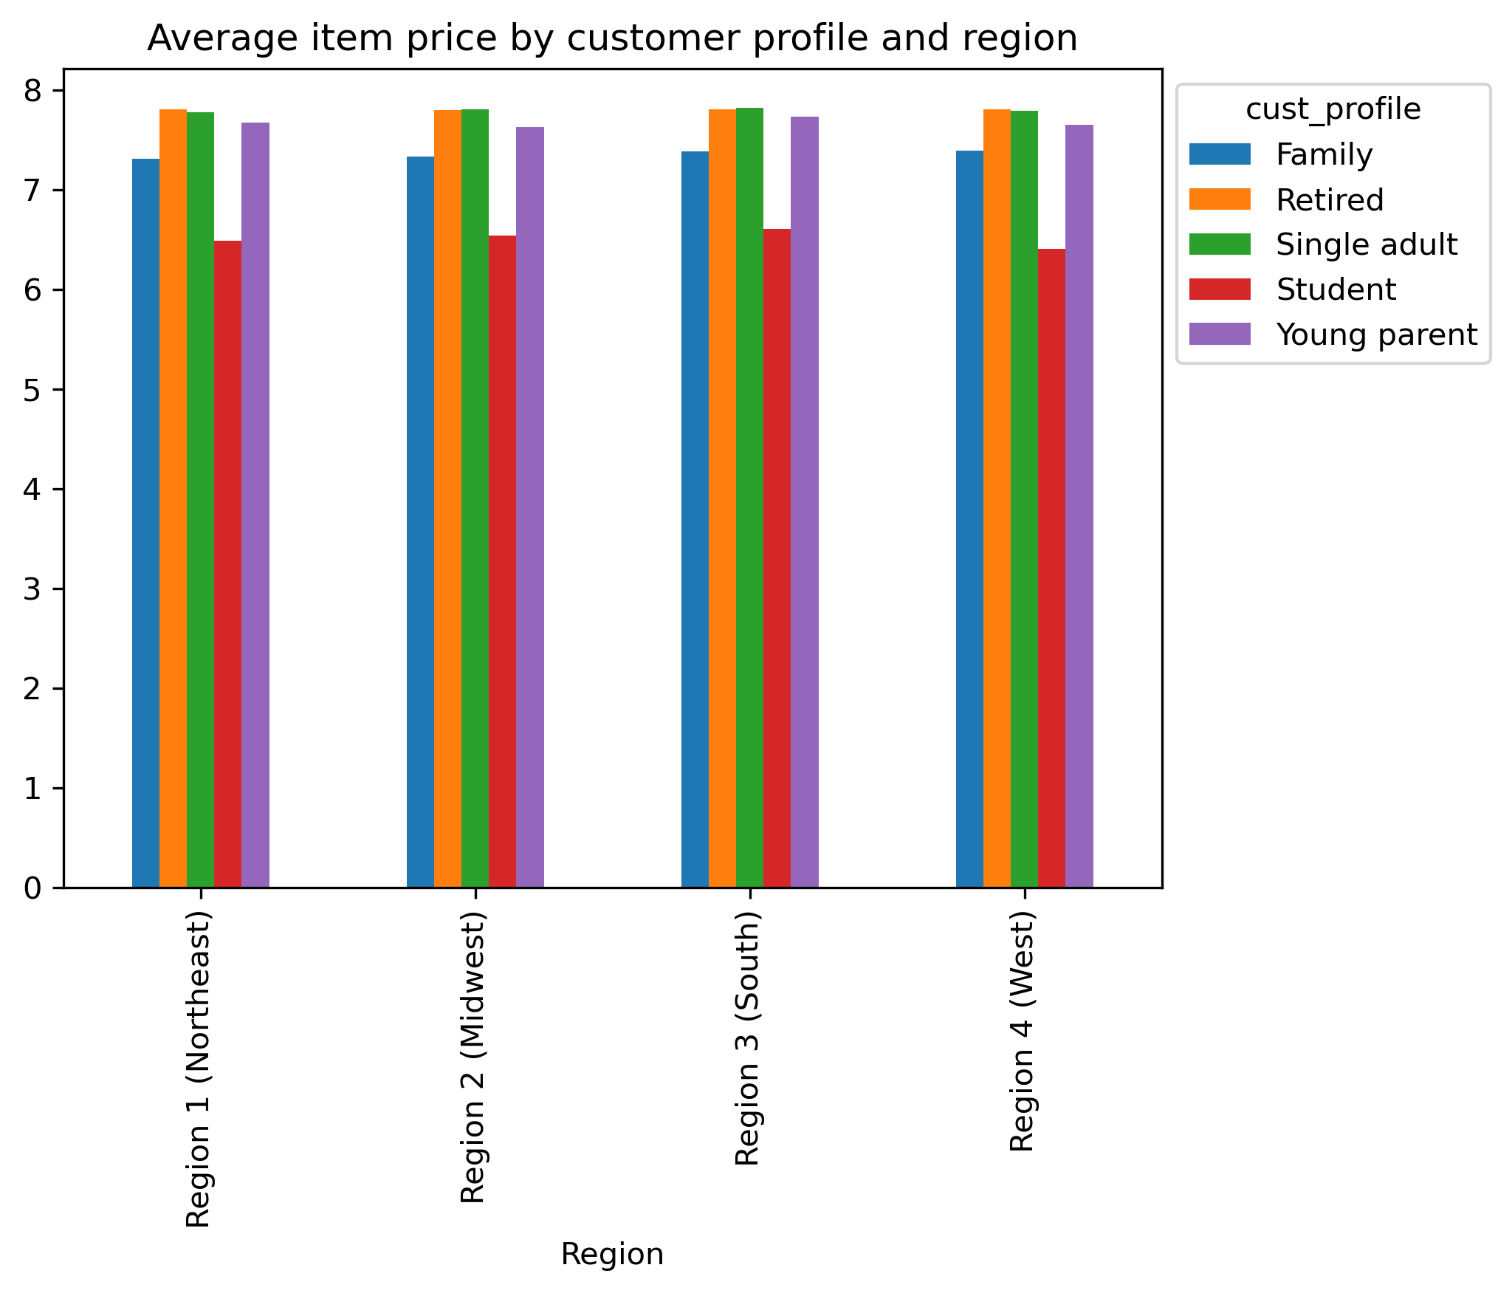 Average item price by customer profile and region
8
7
6
5
4
3
2
1
0
Region 1 (Northeast)
Region 2 (Midwest)
Region 3 (South)
Region 4 (West)
Region
cust_profile
Family
Retired
Single adult
Student
Young parent